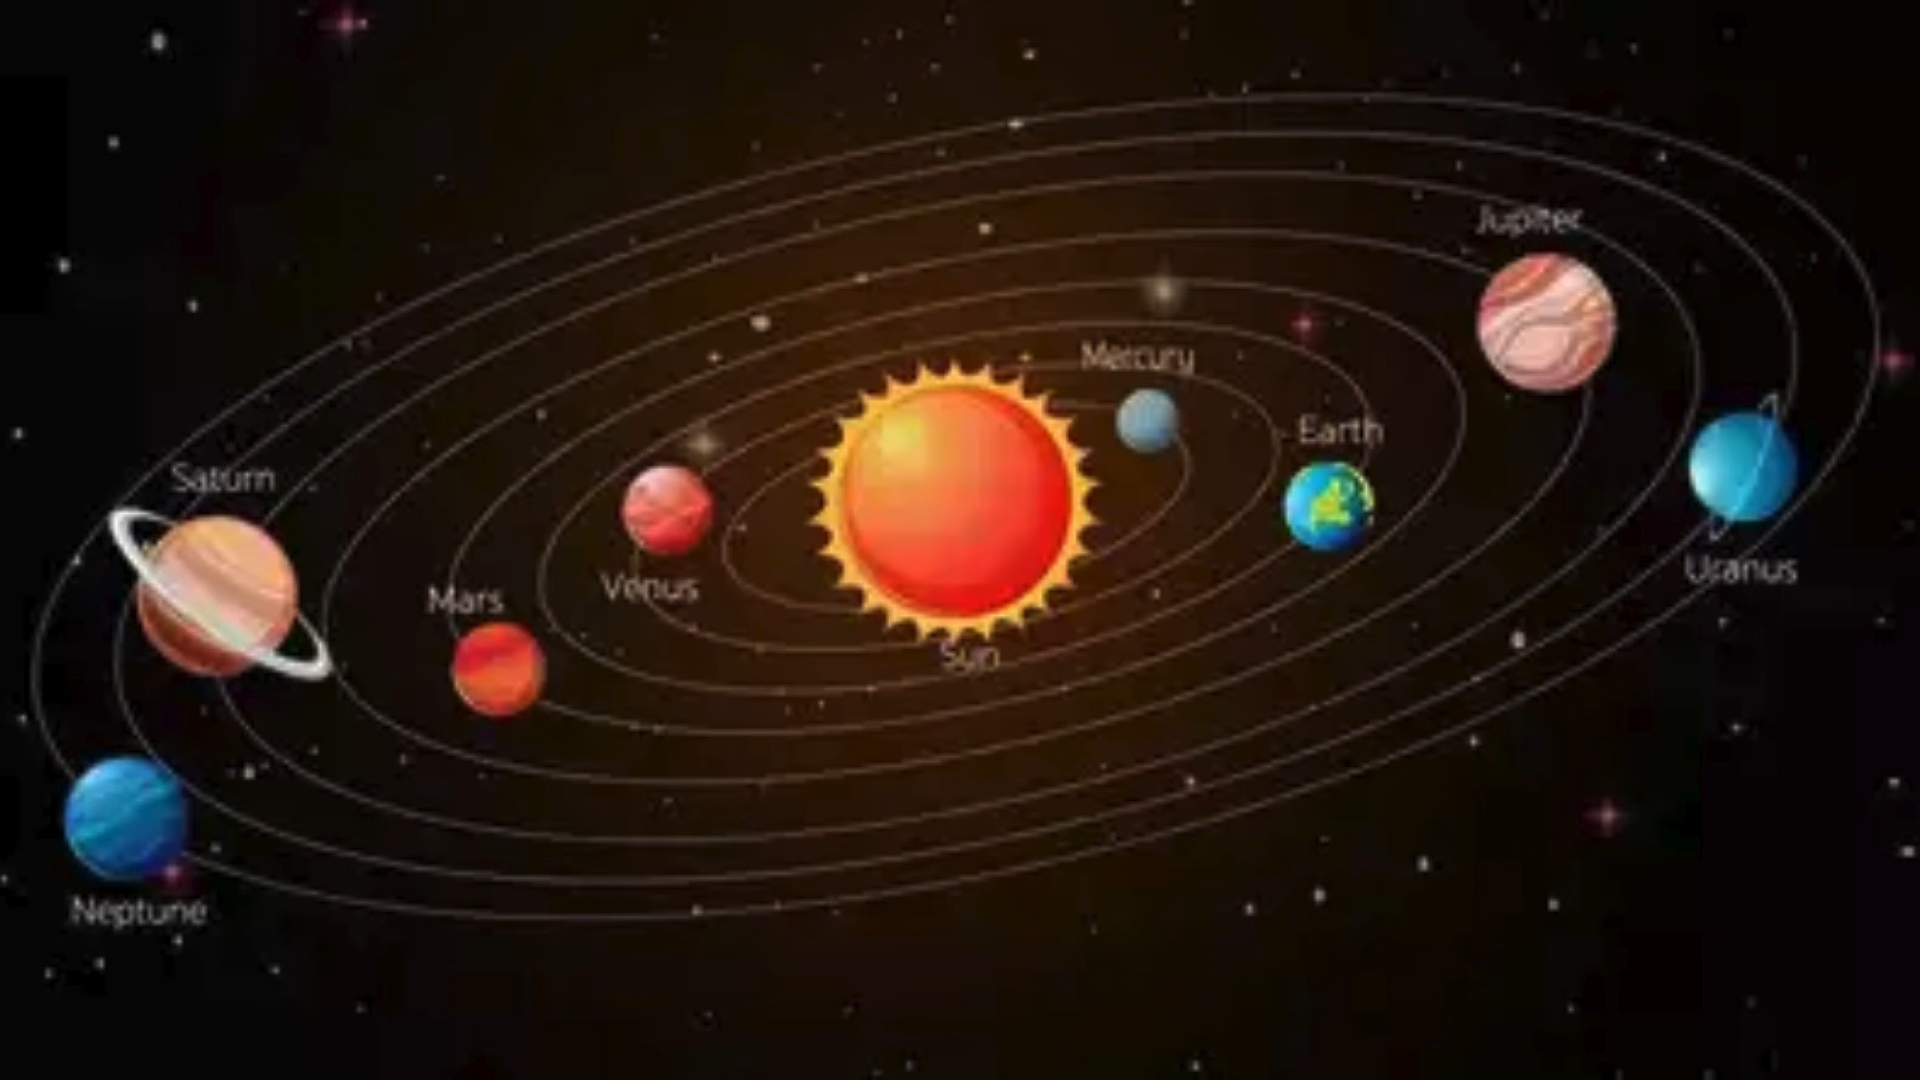 Jupiter
Mercury
Earth
Saturn
Uranus
Venus
Mars
Sun
Neptune